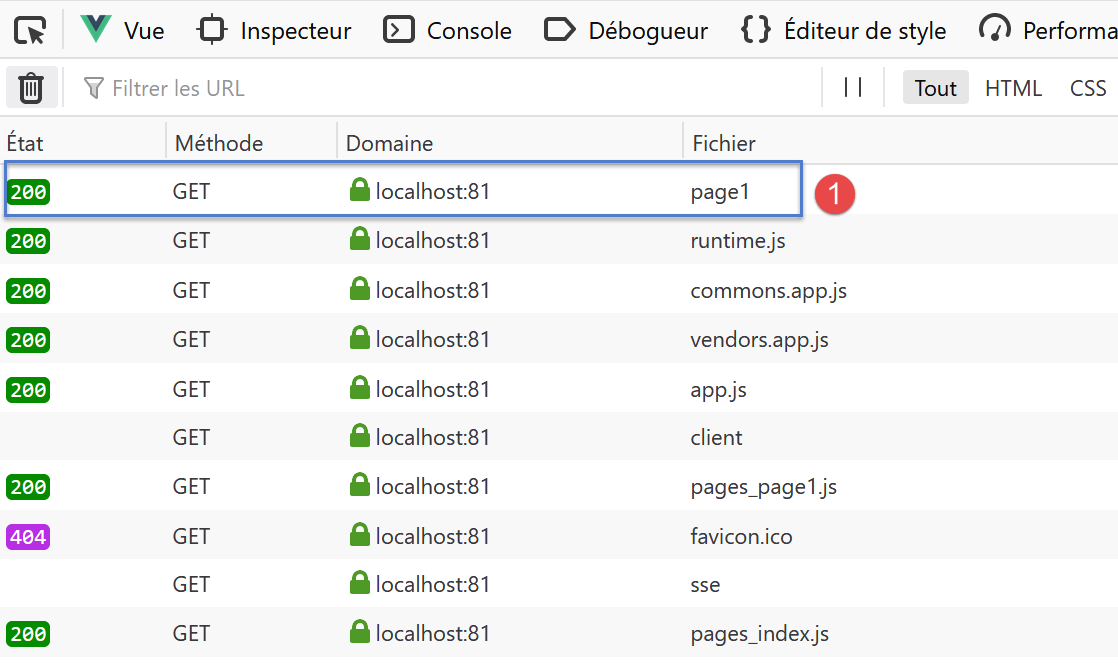 Vue Inspecteur Console Débogueur {} Éditeur de style Performa
Filtrer les URL Tout HTML CSS
État Méthode Domaine Fichier
200 GET localhost:81 page1 1
200 GET localhost:81 runtime.js
200 GET localhost:81 commons.app.js
200 GET localhost:81 vendors.app.js
200 GET localhost:81 app.js
GET localhost:81 client
200 GET localhost:81 pages_page1.js
404 GET localhost:81 favicon.ico
GET localhost:81 sse
200 GET localhost:81 pages_index.js